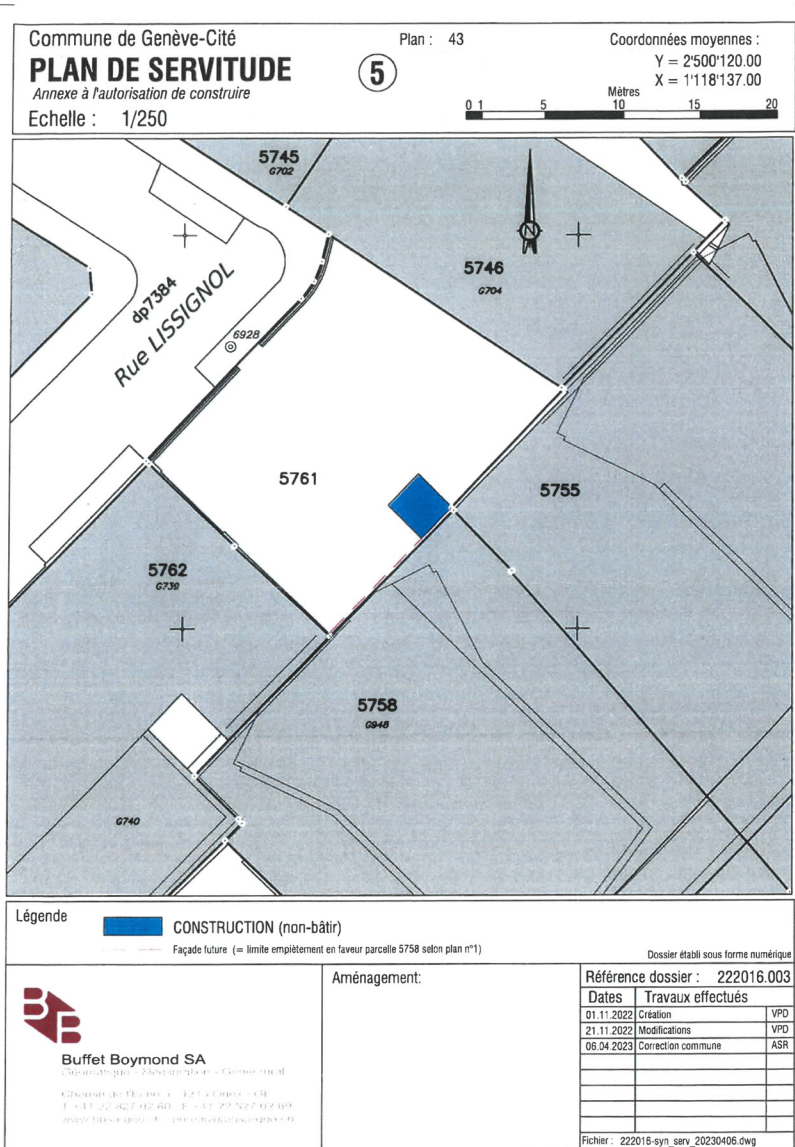 Commune de Genève-Cité
PLAN DE SERVITUDE
Annexe à l'autorisation de construire
Echelle : 1/250
Plan : 43
5
Coordonnées moyennes :
Y = 2'500'120.00
X = 1'118'137.00
Mètres
0 1 5 10 15 20
5745
G702
N
5746
G704
dp7384
Rue LISSIGNOL
6928
5761
5755
5762
G739
5758
G948
G740
Légende
CONSTRUCTION (non-bâtir)
Façade future (= limite empiètement en faveur parcelle 5758 selon plan n°1)
Dossier établi sous forme numérique
BB
Buffet Boymond SA
Aménagement:
Référence dossier : 222016.003
Dates Travaux effectués
01.11.2022 Création VPD
21.11.2022 Modifications VPD
06.04.2023 Correction commune ASR
Fichier : 222016-syn_serv_20230406.dwg